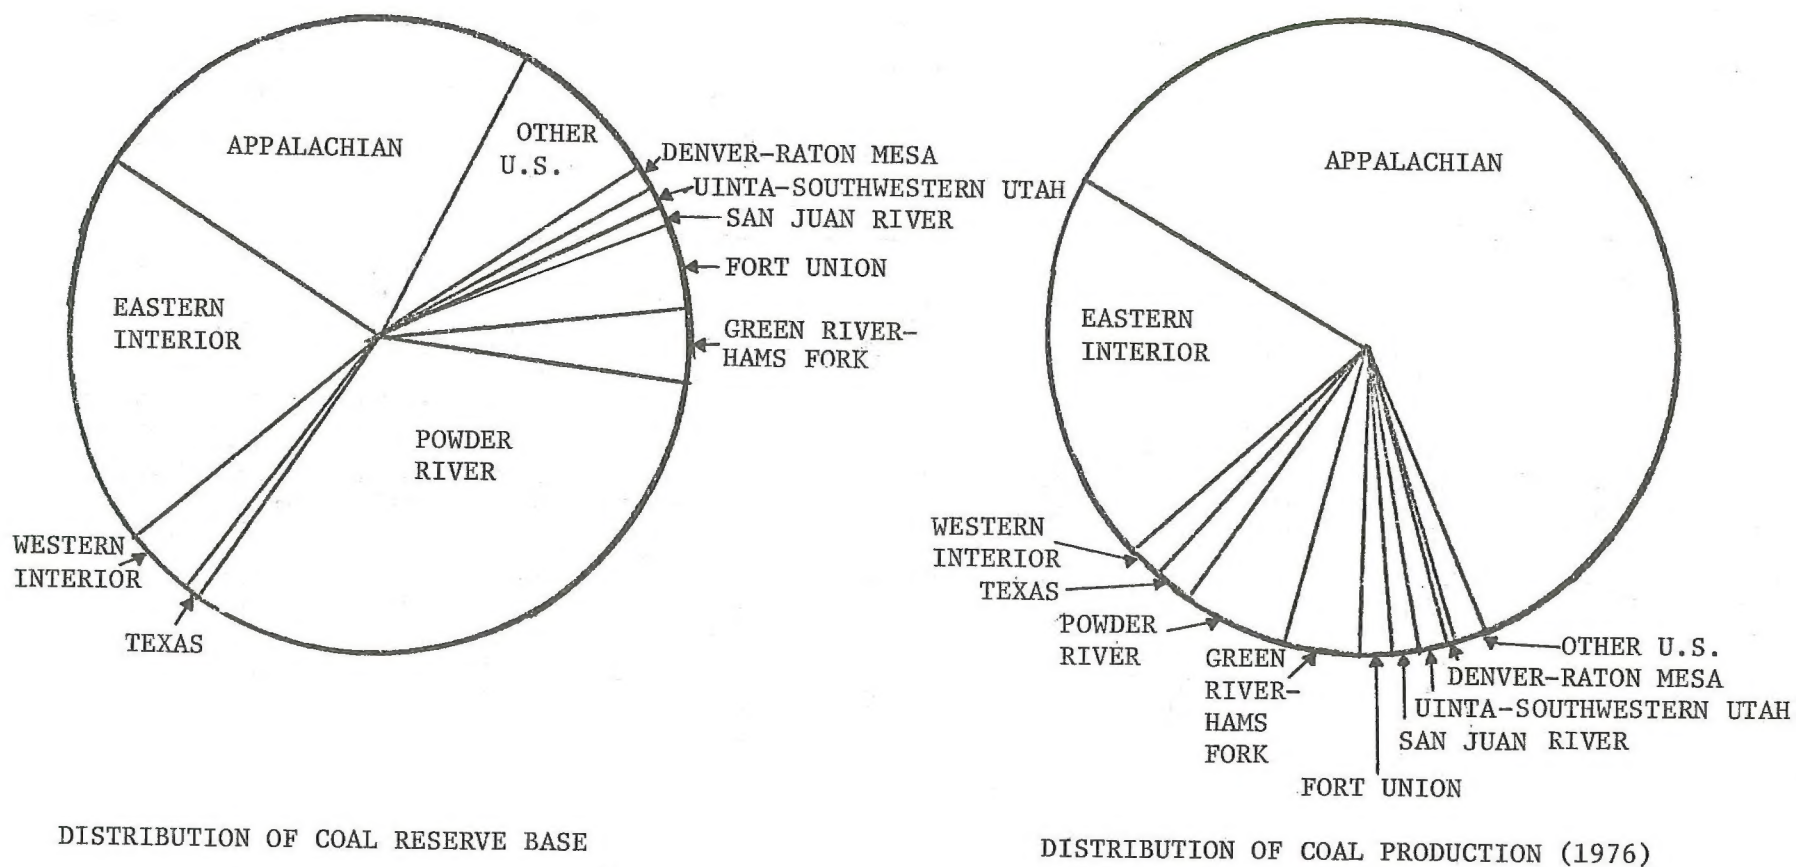 APPALACHIAN
OTHER
U.S.
DENVER-RATON MESA
UINTA-SOUTHWESTERN UTAH
SAN JUAN RIVER
FORT UNION
GREEN RIVER-
HAMS FORK
EASTERN
INTERIOR
POWDER
RIVER
WESTERN
INTERIOR
TEXAS
DISTRIBUTION OF COAL RESERVE BASE
APPALACHIAN
EASTERN
INTERIOR
WESTERN
INTERIOR
TEXAS
POWDER
RIVER
GREEN
RIVER-
HAMS
FORK
OTHER U.S.
DENVER-RATON MESA
UINTA-SOUTHWESTERN UTAH
SAN JUAN RIVER
FORT UNION
DISTRIBUTION OF COAL PRODUCTION (1976)